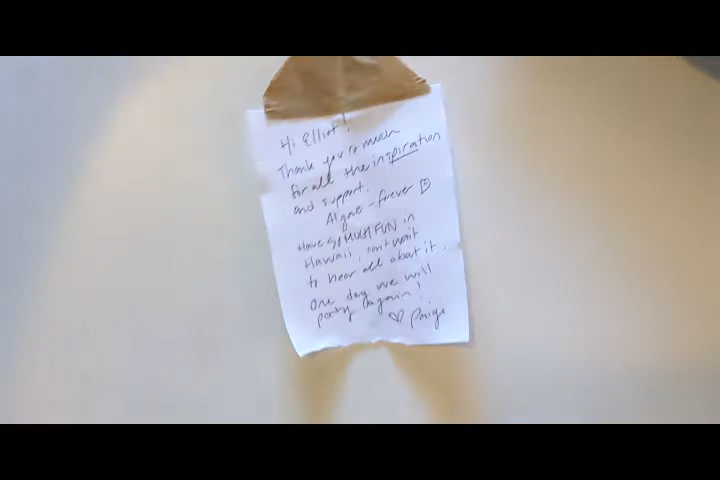 Hi Elliot!
Thank you so much
for all the inspiration
and support.
forever
Have SO MUCH FUN in
Hawaii, can't wait
to hear all about it.
One day we will
party again!
♡ Paige